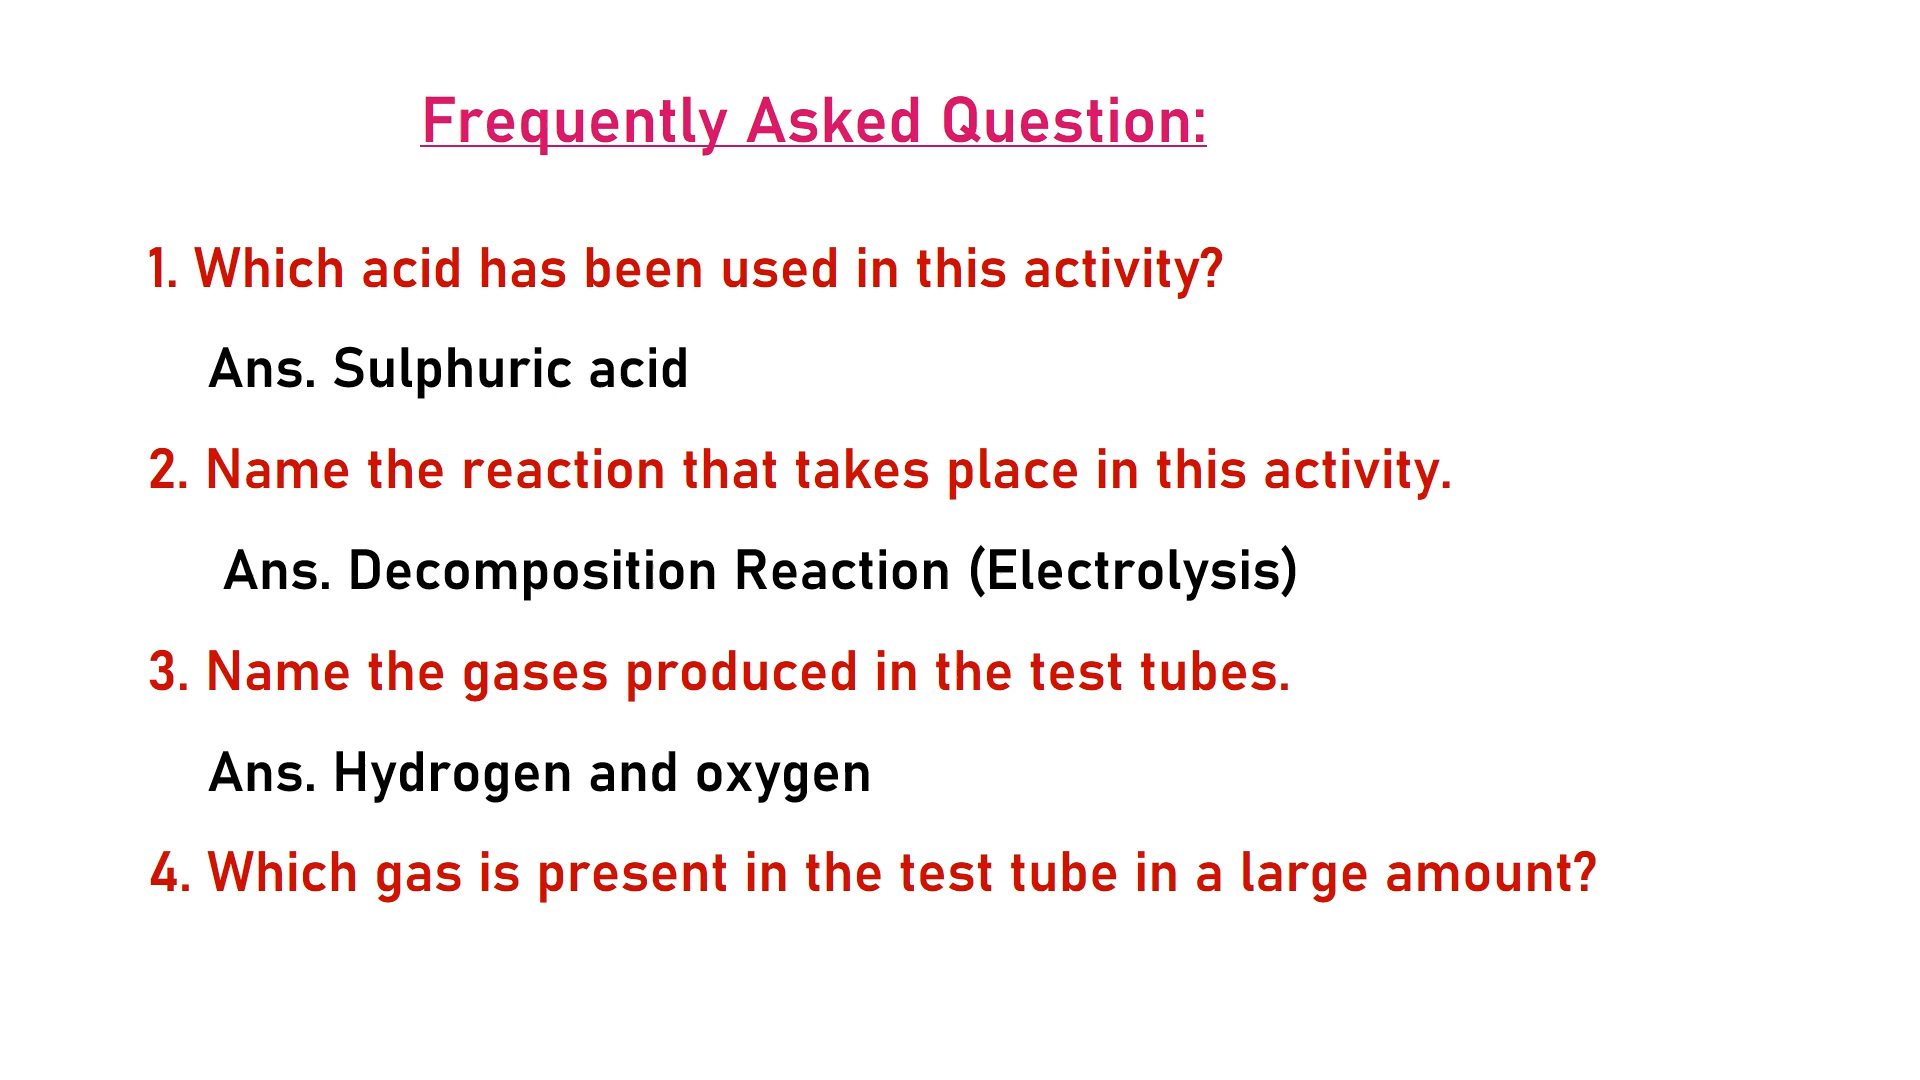 Frequently Asked Question:
1. Which acid has been used in this activity?
Ans. Sulphuric acid
2. Name the reaction that takes place in this activity.
Ans. Decomposition Reaction (Electrolysis)
3. Name the gases produced in the test tubes.
Ans. Hydrogen and oxygen
4. Which gas is present in the test tube in a large amount?